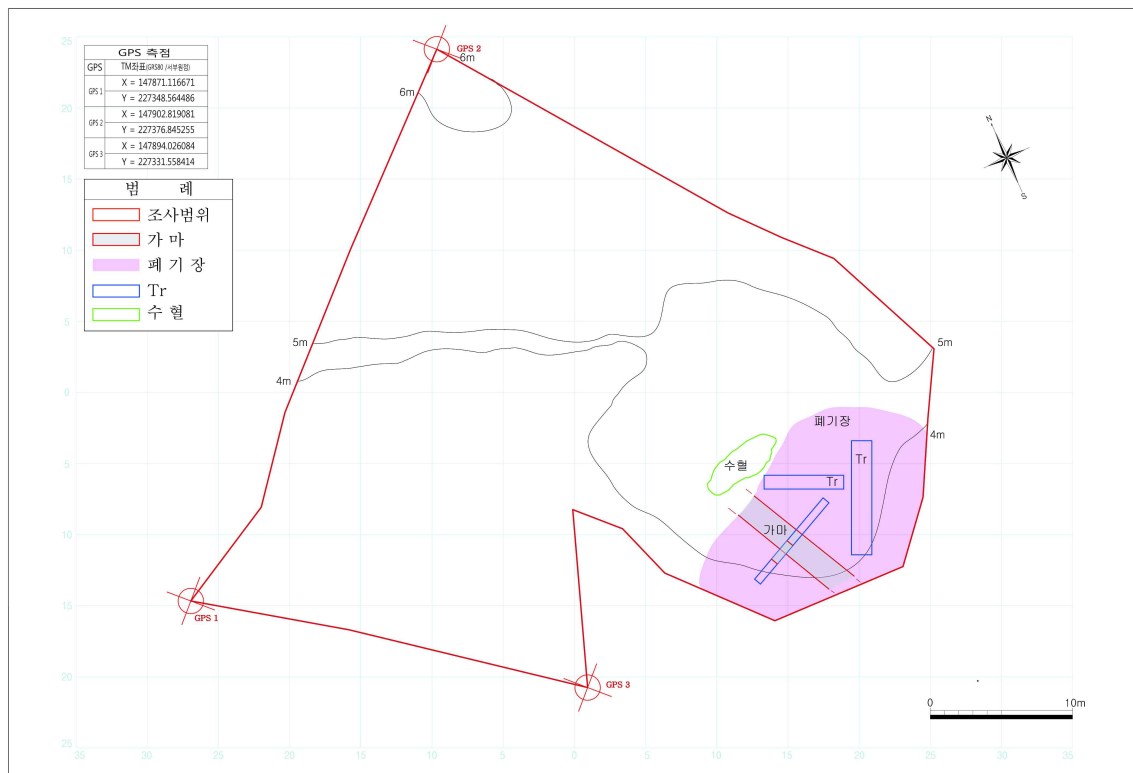 GPS 측점
GPS TM좌표(GRS80 /서부원점)
GPS 1 X = 147871.116671
Y = 227348.564486
GPS 2 X = 147902.819081
Y = 227376.845255
GPS 3 X = 147894.026084
Y = 227331.558414
범 례
조사범위
가 마
폐 기 장
Tr
수 혈
GPS 2
6m
6m
N
S
5m
4m
5m
4m
폐기장
수혈
Tr
Tr
가마
GPS 1
GPS 3
0 10m
25
20
15
10
5
0
5
10
15
20
25
35 30 25 20 15 10 5 0 5 10 15 20 25 30 35